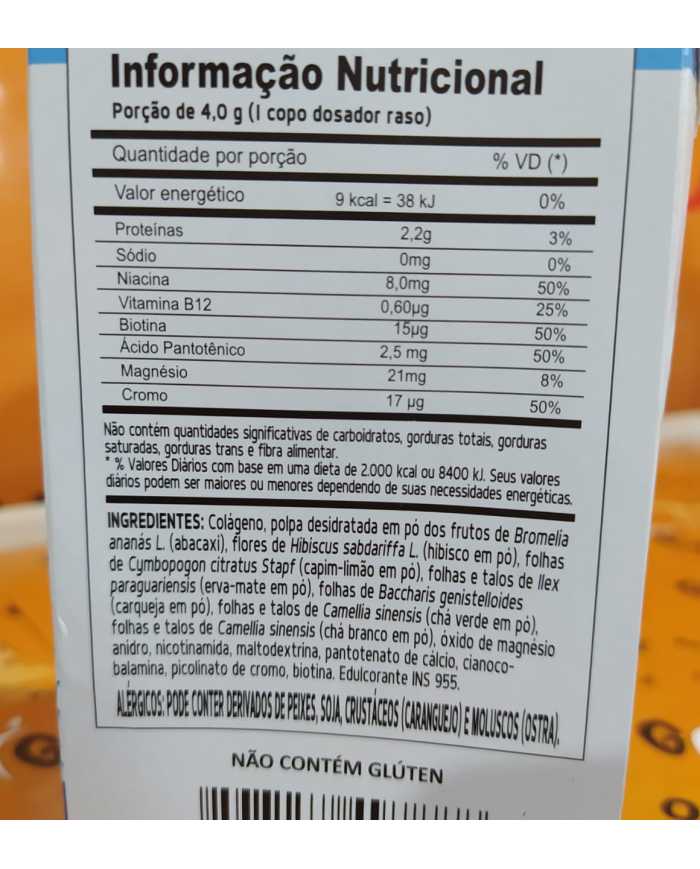 Informação Nutricional
Porção de 4,0 g (1 copo dosador raso)
Quantidade por porção % VD (*)
Valor energético 9 kcal = 38 kJ 0%
Proteínas 2,2g 3%
Sódio 0mg 0%
Niacina 8,0mg 50%
Vitamina B12 0,60µg 25%
Biotina 15µg 50%
Ácido Pantotênico 2,5 mg 50%
Magnésio 21mg 8%
Cromo 17 µg 50%
Não contém quantidades significativas de carboidratos, gorduras totais, gorduras
saturadas, gorduras trans e fibra alimentar.
* % Valores Diários com base em uma dieta de 2.000 kcal ou 8400 kJ. Seus valores
diários podem ser maiores ou menores dependendo de suas necessidades energéticas.
INGREDIENTES: Colágeno, polpa desidratada em pó dos frutos de Bromelia
ananás L. (abacaxi), flores de Hibiscus sabdariffa L. (hibisco em pó), folhas
de Cymbopogon citratus Stapf (capim-limão em pó), folhas e talos de Ilex
paraguariensis (erva-mate em pó), folhas de Baccharis genistelloides
(carqueja em pó), folhas e talos de Camellia sinensis (chá verde em pó),
folhas e talos de Camellia sinensis (chá branco em pó), óxido de magnésio
anidro, nicotinamida, maltodextrina, pantotenato de cálcio, cianoco-
balamina, picolinato de cromo, biotina. Edulcorante INS 955.
ALÉRGICOS: PODE CONTER DERIVADOS DE PEIXES, SOJA, CRUSTÁCEOS (CARANGUEJO) E MOLUSCOS (OSTRA).
NÃO CONTÉM GLÚTEN